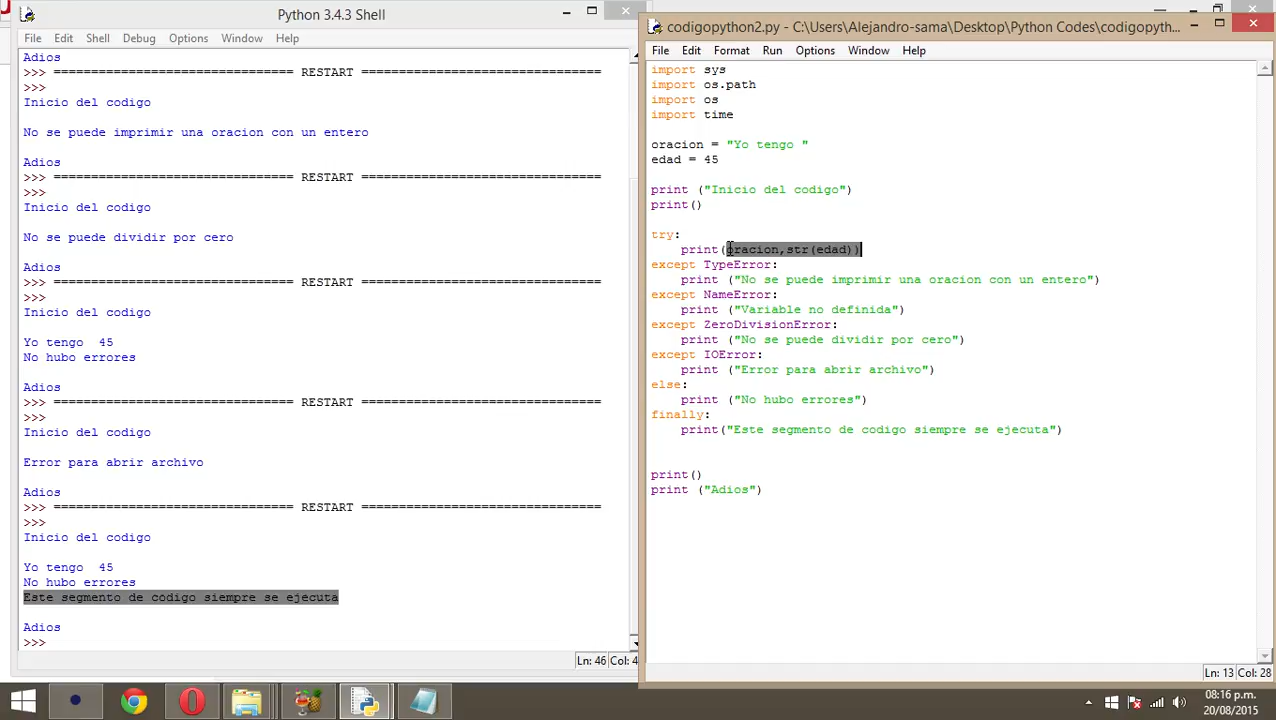 Python 3.4.3 Shell
File Edit Shell Debug Options Window Help
Adios
>>> ================================ RESTART ================================
>>>
Inicio del codigo
No se puede imprimir una oracion con un entero
Adios
>>> ================================ RESTART ================================
>>>
Inicio del codigo
No se puede dividir por cero
Adios
>>> ================================ RESTART ================================
>>>
Inicio del codigo
Yo tengo  45
No hubo errores
Adios
>>> ================================ RESTART ================================
>>>
Inicio del codigo
Error para abrir archivo
Adios
>>> ================================ RESTART ================================
>>>
Inicio del codigo
Yo tengo  45
No hubo errores
Este segmento de codigo siempre se ejecuta
Adios
>>>
Ln: 46 Col: 4
codigopython2.py - C:\Users\Alejandro-sama\Desktop\Python Codes\codigopyth...
File Edit Format Run Options Window Help
import sys
import os.path
import os
import time
oracion = "Yo tengo "
edad = 45
print ("Inicio del codigo")
print()
try:
    print(oracion,str(edad))
except TypeError:
    print ("No se puede imprimir una oracion con un entero")
except NameError:
    print ("Variable no definida")
except ZeroDivisionError:
    print ("No se puede dividir por cero")
except IOError:
    print ("Error para abrir archivo")
else:
    print ("No hubo errores")
finally:
    print("Este segmento de codigo siempre se ejecuta")
print()
print ("Adios")
Ln: 13 Col: 28
08:16 p.m.
20/08/2015